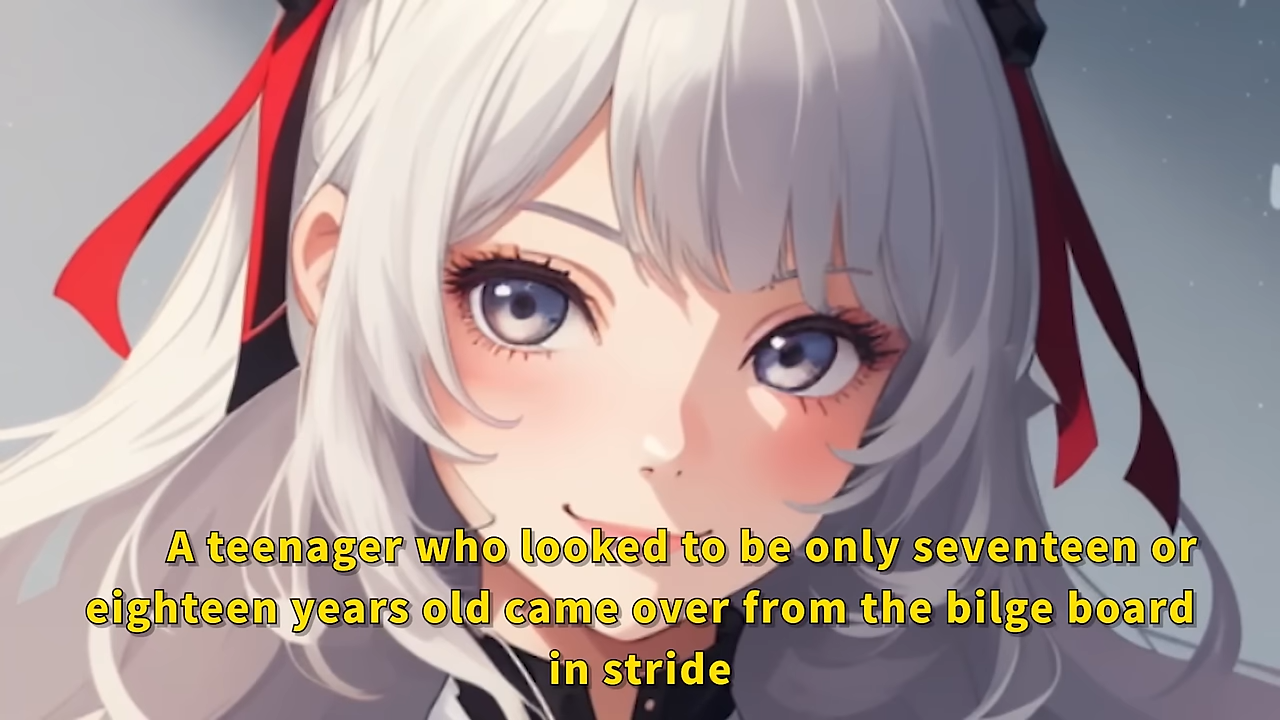 A teenager who looked to be only seventeen or
eighteen years old came over from the bilge board
in stride